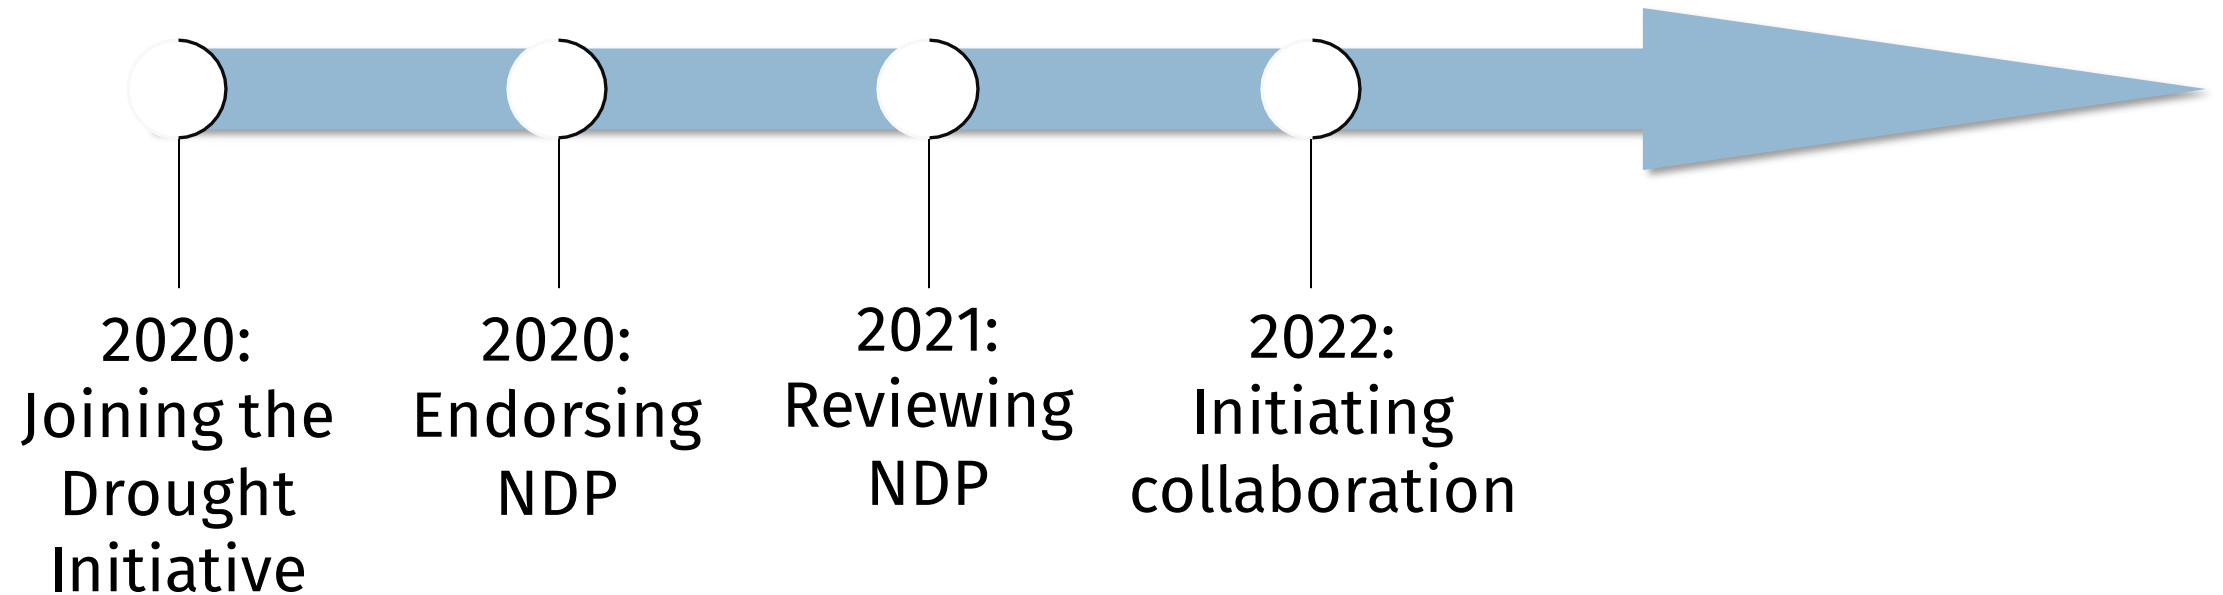 2020:
Joining the
Drought
Initiative
2020:
Endorsing
NDP
2021:
Reviewing
NDP
2022:
Initiating
collaboration